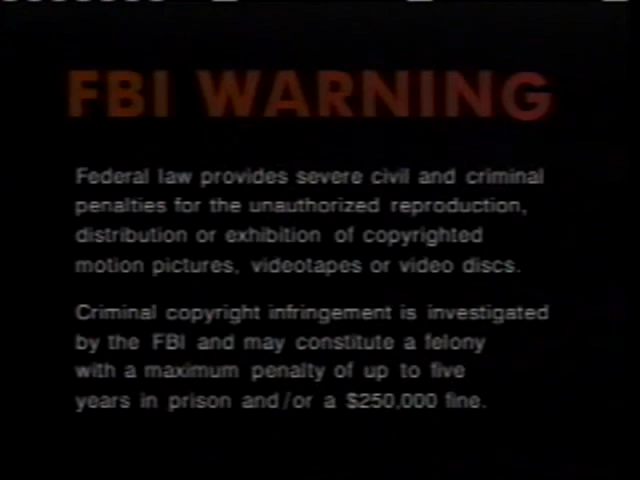 FBI WARNING
Federal law provides severe civil and criminal
penalties for the unauthorized reproduction,
distribution or exhibition of copyrighted
motion pictures, videotapes or video discs.
Criminal copyright infringement is investigated
by the FBI and may constitute a felony
with a maximum penalty of up to five
years in prison and/or a $250,000 fine.